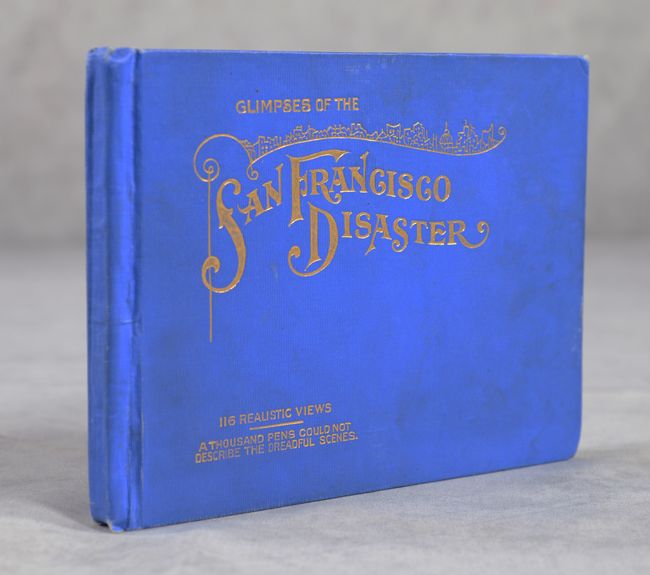 GLIMPSES OF THE
SAN FRANCISCO
DISASTER
116 REALISTIC VIEWS
A THOUSAND PENS COULD NOT
DESCRIBE THE DREADFUL SCENES.